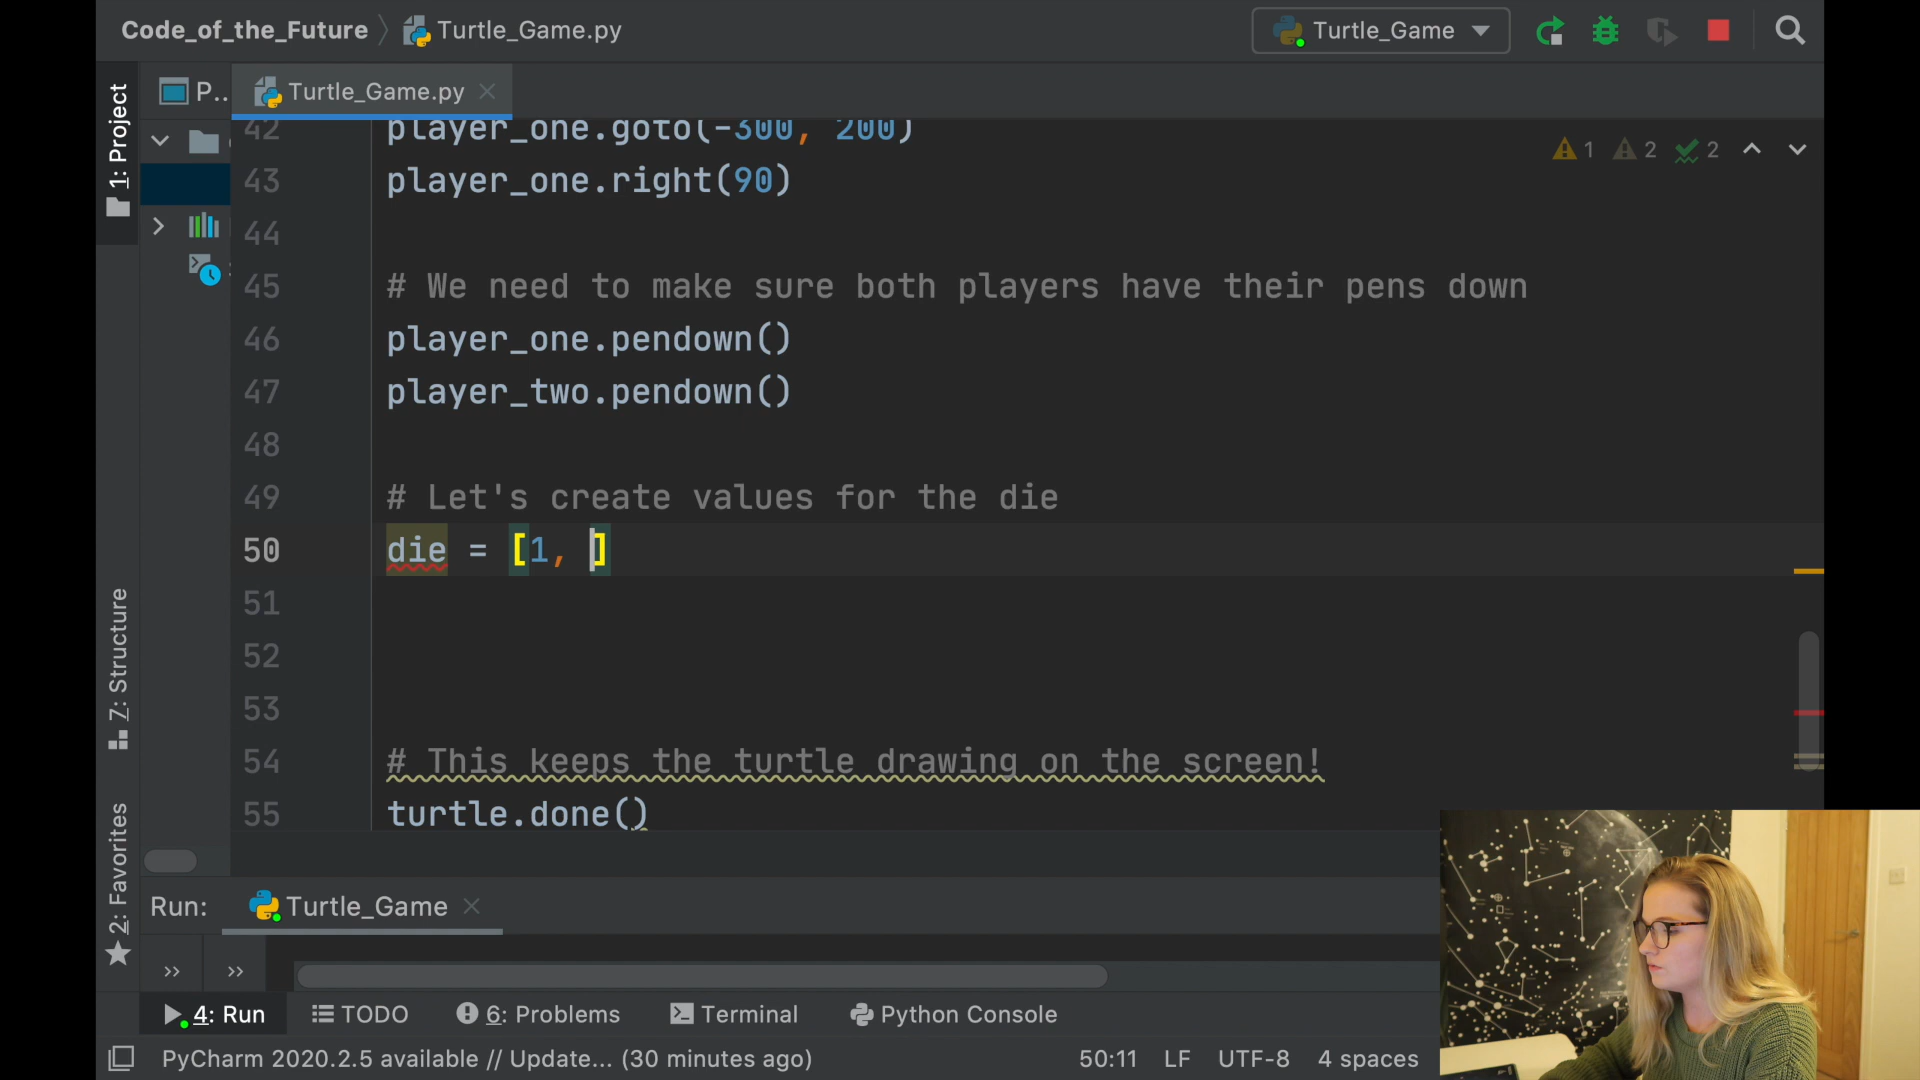 Code_of_the_Future Turtle_Game.py Turtle_Game
1: Project P.. Turtle_Game.py
42 player_one.goto(-300, 200)
1 2 2
43 player_one.right(90)
44
45 # We need to make sure both players have their pens down
46 player_one.pendown()
47 player_two.pendown()
48
49 # Let's create values for the die
50 die = [1, ]
51
52
53
54 # This keeps the turtle drawing on the screen!
55 turtle.done()
7: Structure
2: Favorites
Run: Turtle_Game
4: Run TODO 6: Problems Terminal Python Console
PyCharm 2020.2.5 available // Update... (30 minutes ago) 50:11 LF UTF-8 4 spaces